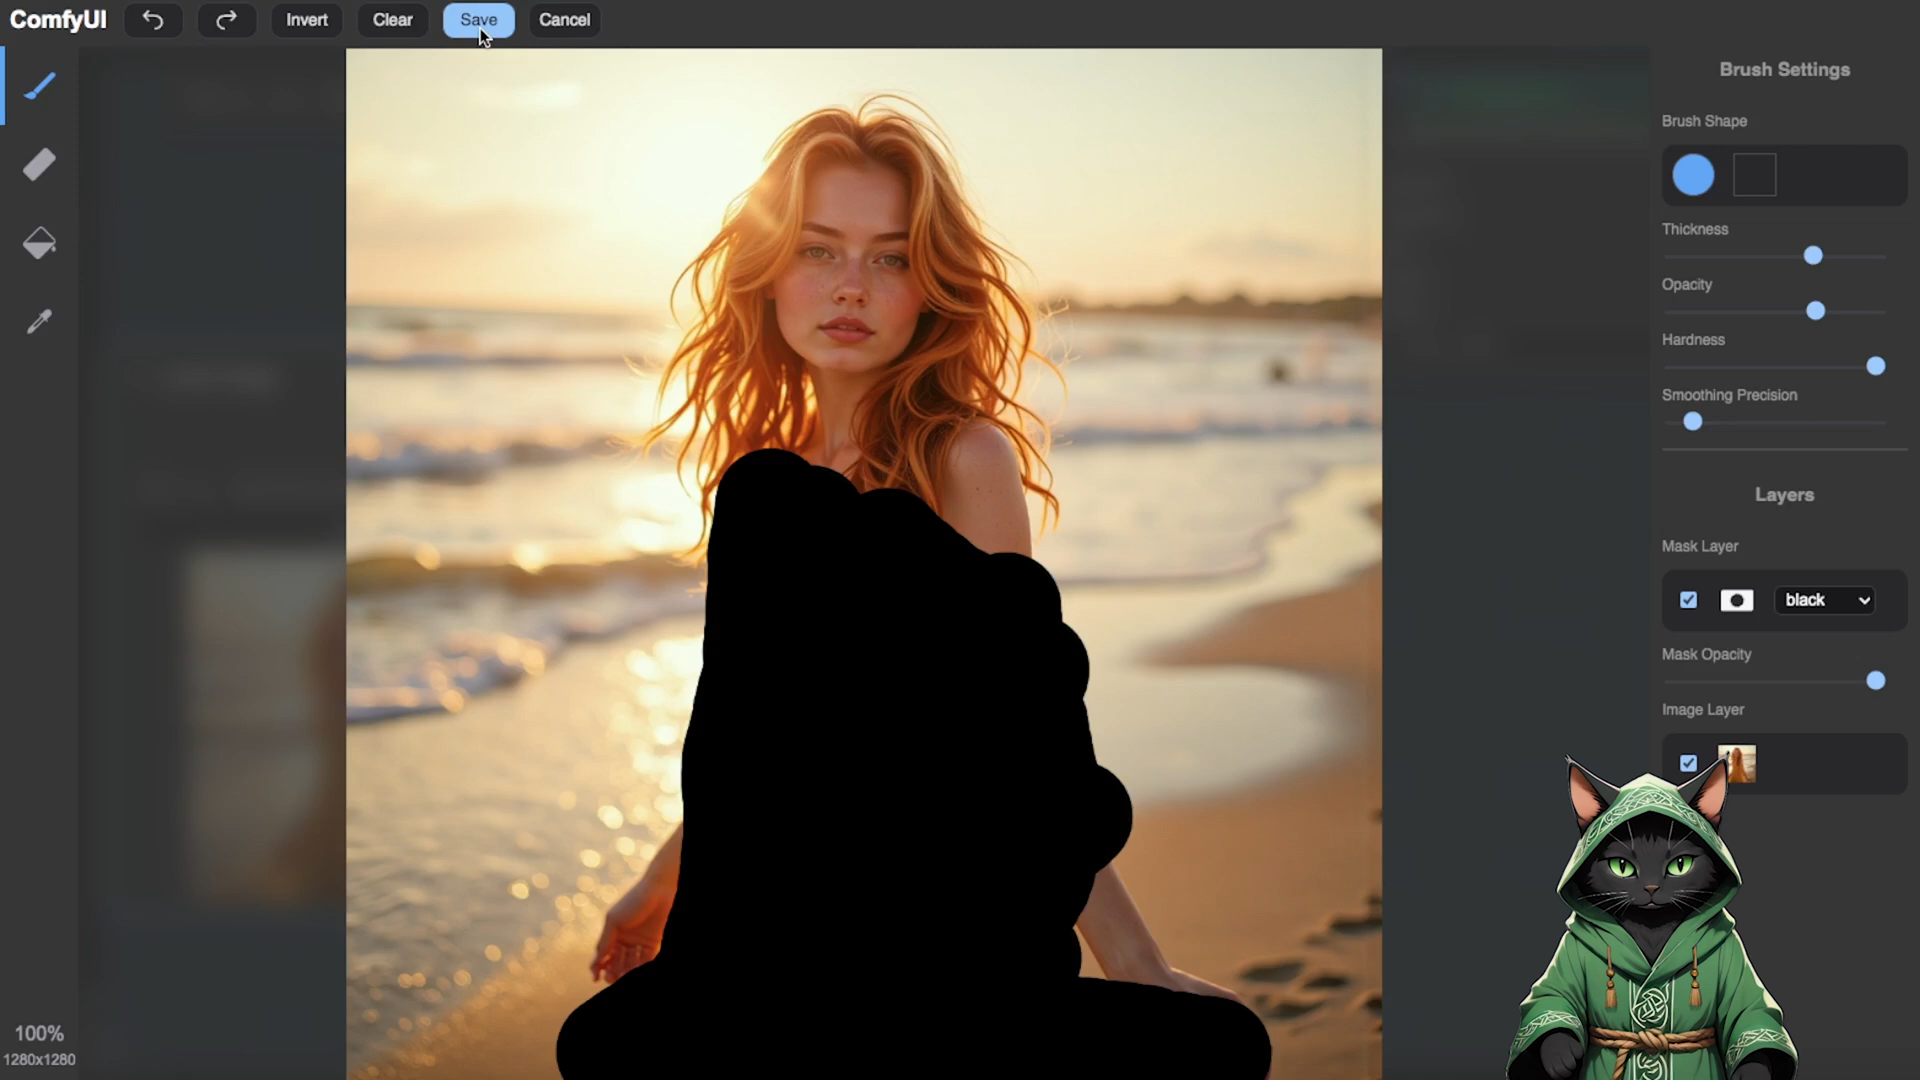 ComfyUI
Invert
Clear
Save
Cancel
Brush Settings
Brush Shape
Thickness
Opacity
Hardness
Smoothing Precision
Layers
Mask Layer
black
Mask Opacity
Image Layer
100%
1280x1280